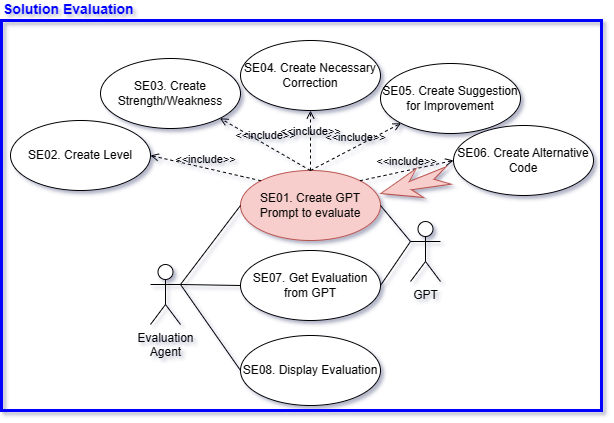 Solution Evaluation
SE04. Create Necessary
Correction
SE03. Create
Strength/Weakness
SE05. Create Suggestion
for Improvement
<<include>>
<<include>>
<<include>>
SE02. Create Level
<<include>>
<<include>>
SE06. Create Alternative
Code
SE01. Create GPT
Prompt to evaluate
SE07. Get Evaluation
from GPT
GPT
Evaluation
Agent
SE08. Display Evaluation